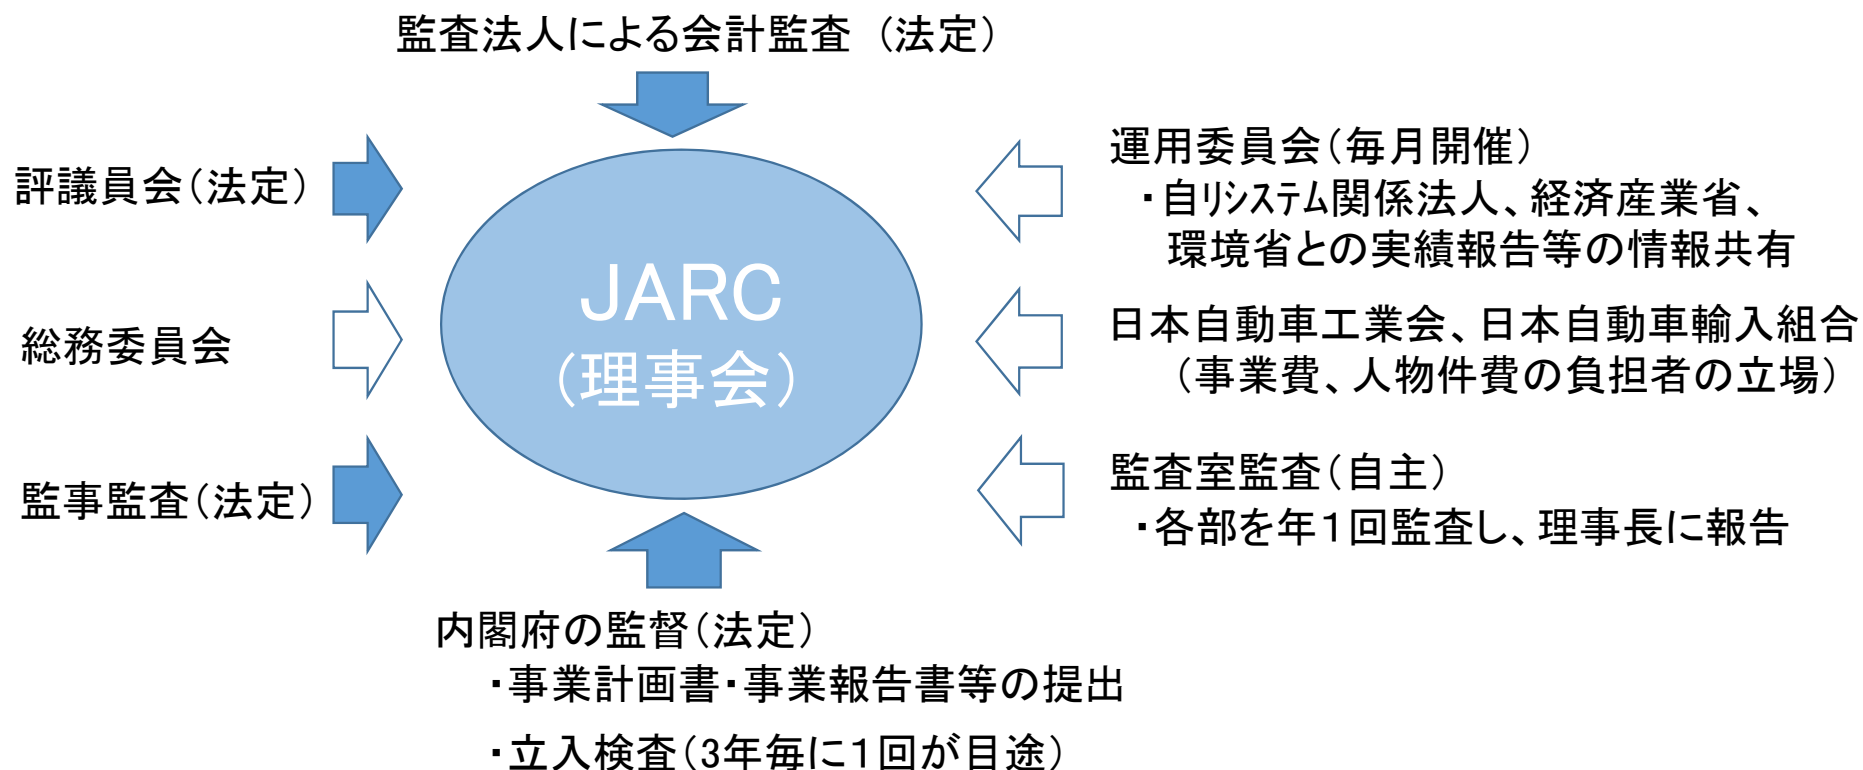 監査法人による会計監査 (法定)
評議員会(法定)
総務委員会
監事監査(法定)
JARC
(理事会)
運用委員会(毎月開催)
・自ﾘｼｽﾃﾑ関係法人、経済産業省、
環境省との実績報告等の情報共有
日本自動車工業会、日本自動車輸入組合
(事業費、人物件費の負担者の立場)
監査室監査(自主)
・各部を年1回監査し、理事長に報告
内閣府の監督(法定)
・事業計画書・事業報告書等の提出
・立入検査(3年毎に1回が目途)